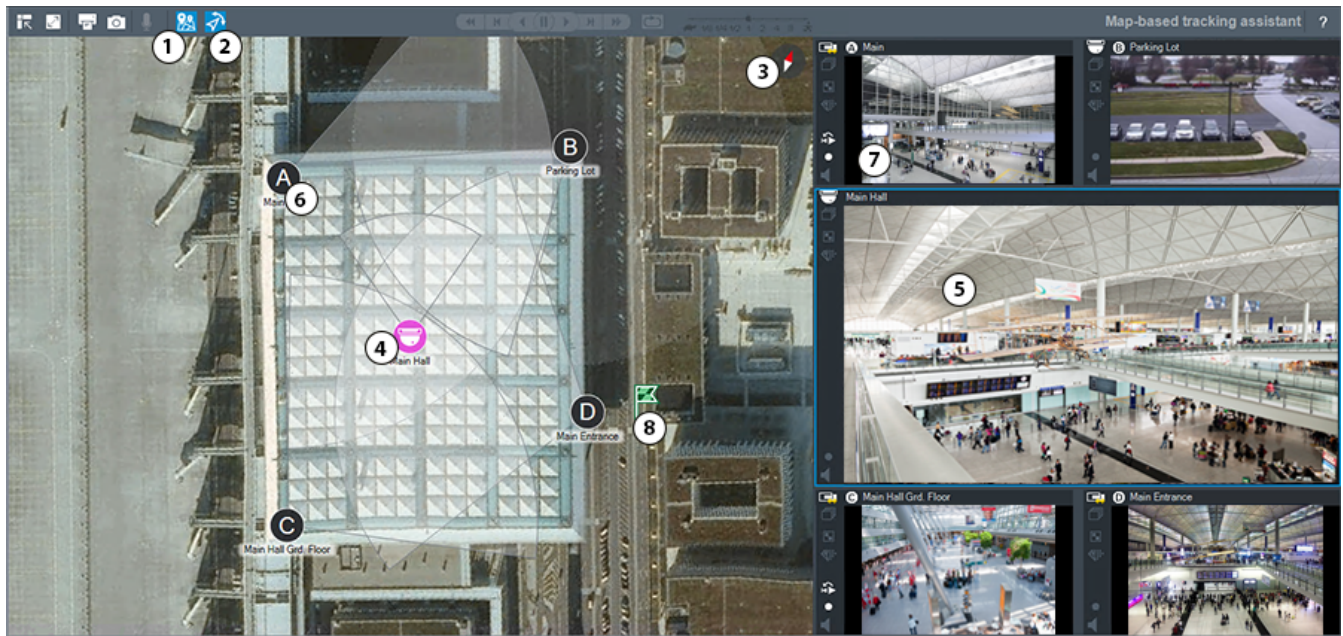 Map-based tracking assistant ?
1
2
3
A Main
B Parking Lot
7
B
Parking Lot
A
6
Main Hall
5
4
Main Hall
8
D
Main Entrance
C
Main Hall Grd. Floor
C Main Hall Grd. Floor
D Main Entrance